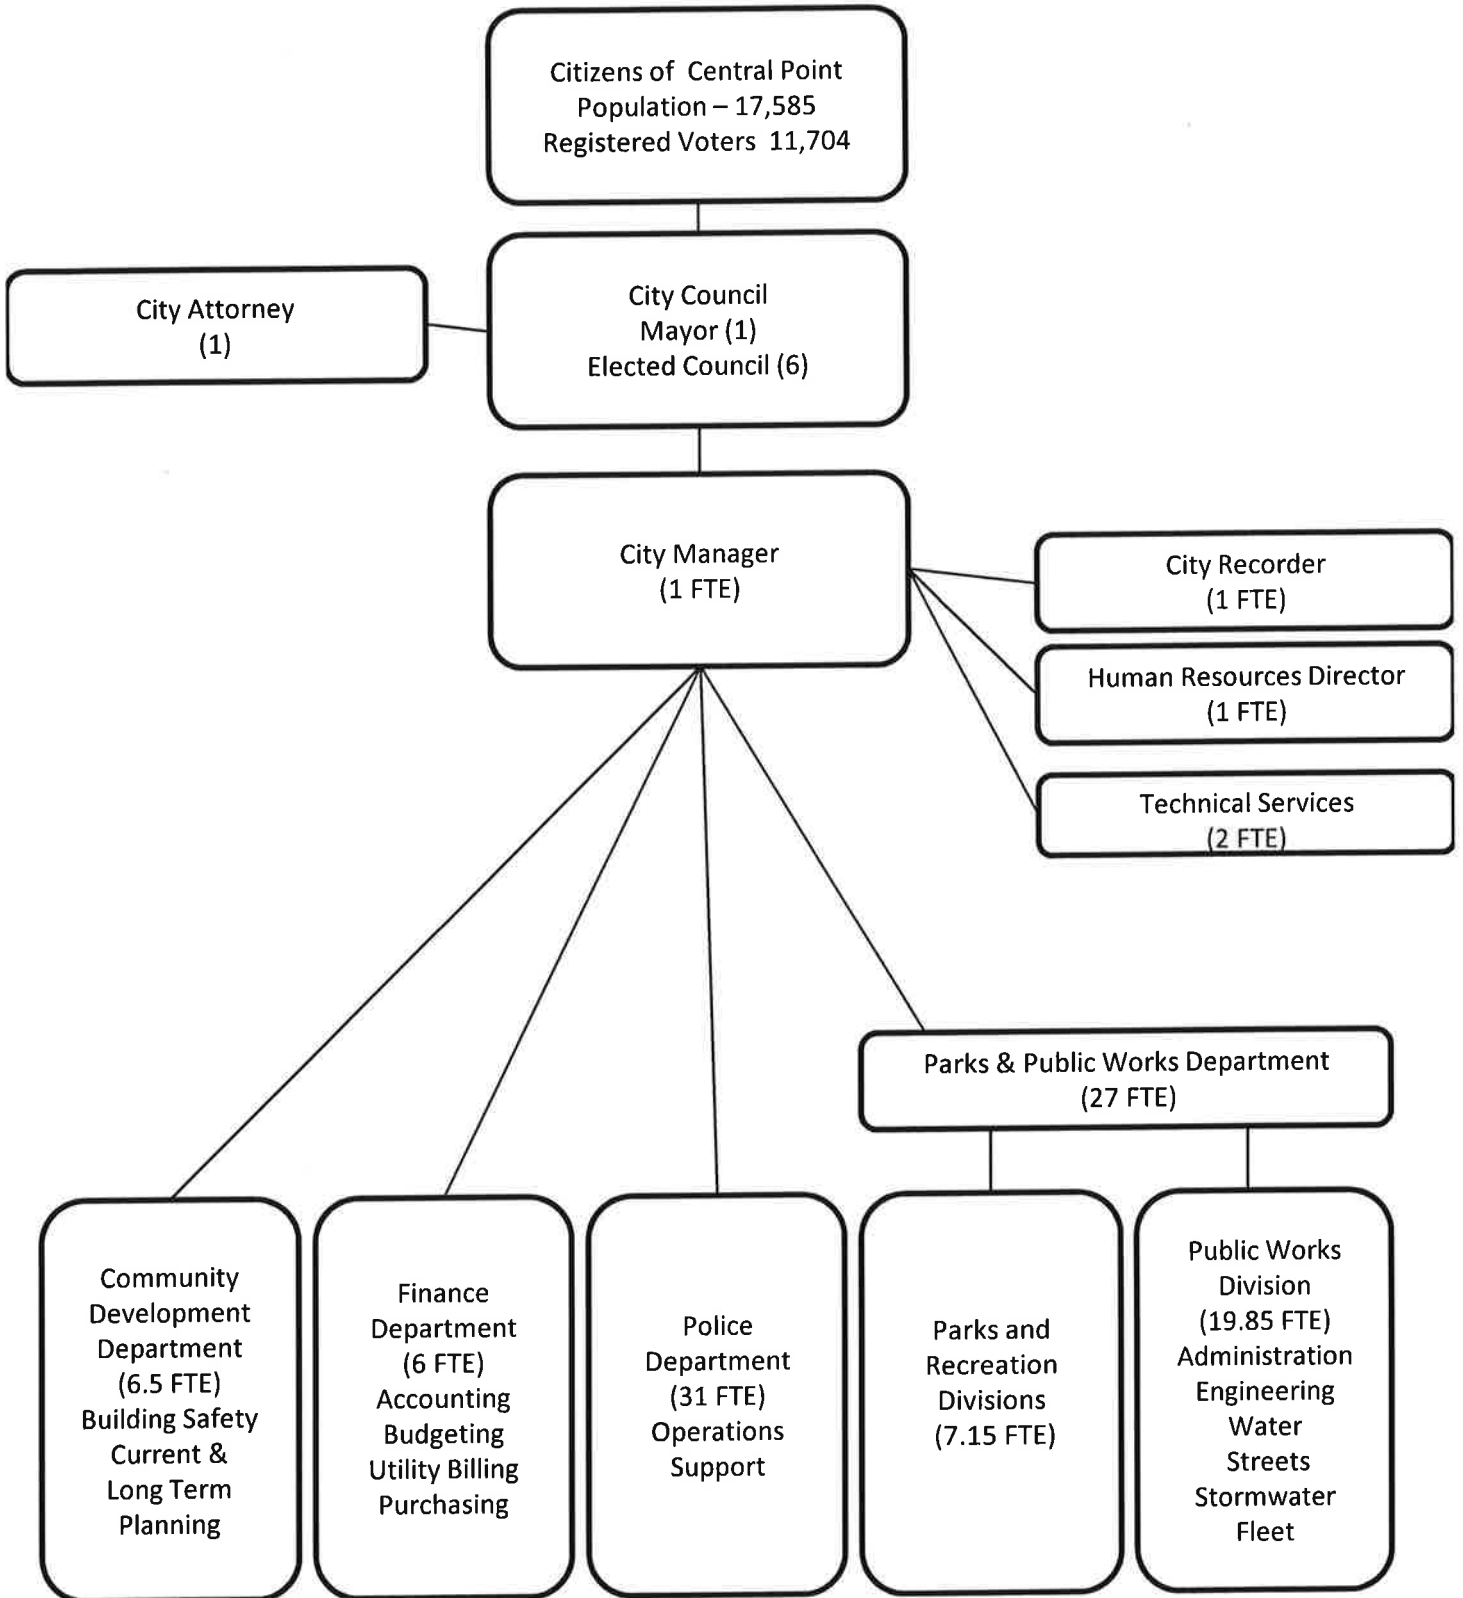 Citizens of Central Point
Population – 17,585
Registered Voters 11,704
City Attorney
(1)
City Council
Mayor (1)
Elected Council (6)
City Manager
(1 FTE)
City Recorder
(1 FTE)
Human Resources Director
(1 FTE)
Technical Services
(2 FTE)
Parks & Public Works Department
(27 FTE)
Community
Development
Department
(6.5 FTE)
Building Safety
Current &
Long Term
Planning
Finance
Department
(6 FTE)
Accounting
Budgeting
Utility Billing
Purchasing
Police
Department
(31 FTE)
Operations
Support
Parks and
Recreation
Divisions
(7.15 FTE)
Public Works
Division
(19.85 FTE)
Administration
Engineering
Water
Streets
Stormwater
Fleet